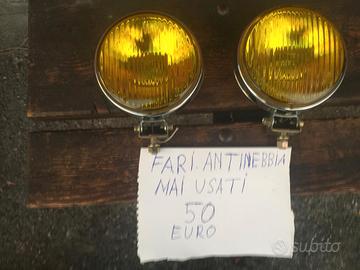 FARI. ANTINEBBIA
MAI USATI
50
EURO
subito